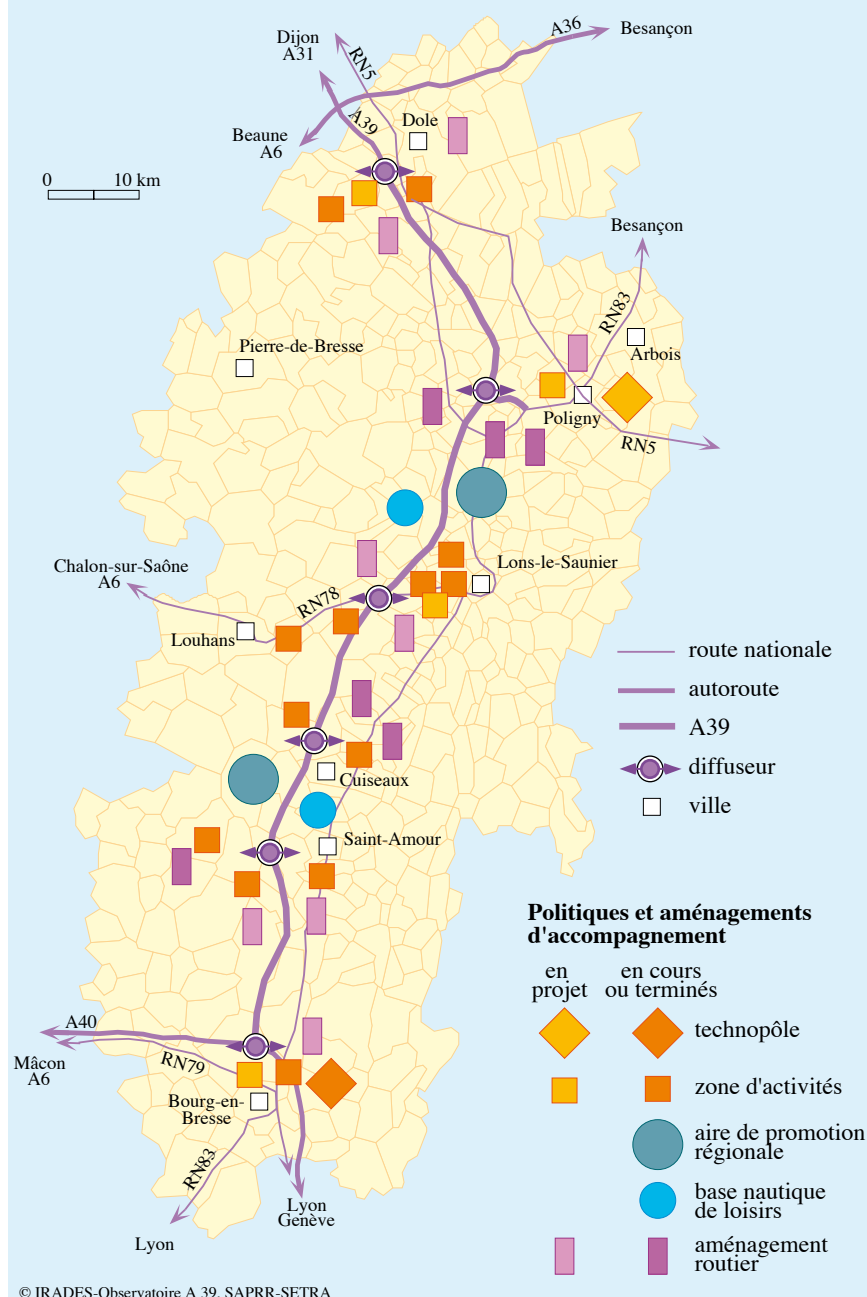 A36
Besançon
Dijon
A31
RN5
A39
Dole
Beaune
A6
0 10 km
Besançon
RN83
Arbois
Pierre-de-Bresse
Poligny
RN5
Chalon-sur-Saône
A6
Lons-le-Saunier
RN78
Louhans
route nationale
autoroute
A39
diffuseur
ville
Cuiseaux
Saint-Amour
Politiques et aménagements
d'accompagnement
en
projet
en cours
ou terminés
technopôle
zone d'activités
aire de promotion
régionale
base nautique
de loisirs
aménagement
routier
A40
Mâcon
A6
RN79
Bourg-en-
Bresse
RN83
Lyon
Genève
Lyon
© IRADES-Observatoire A 39, SAPRR-SETRA